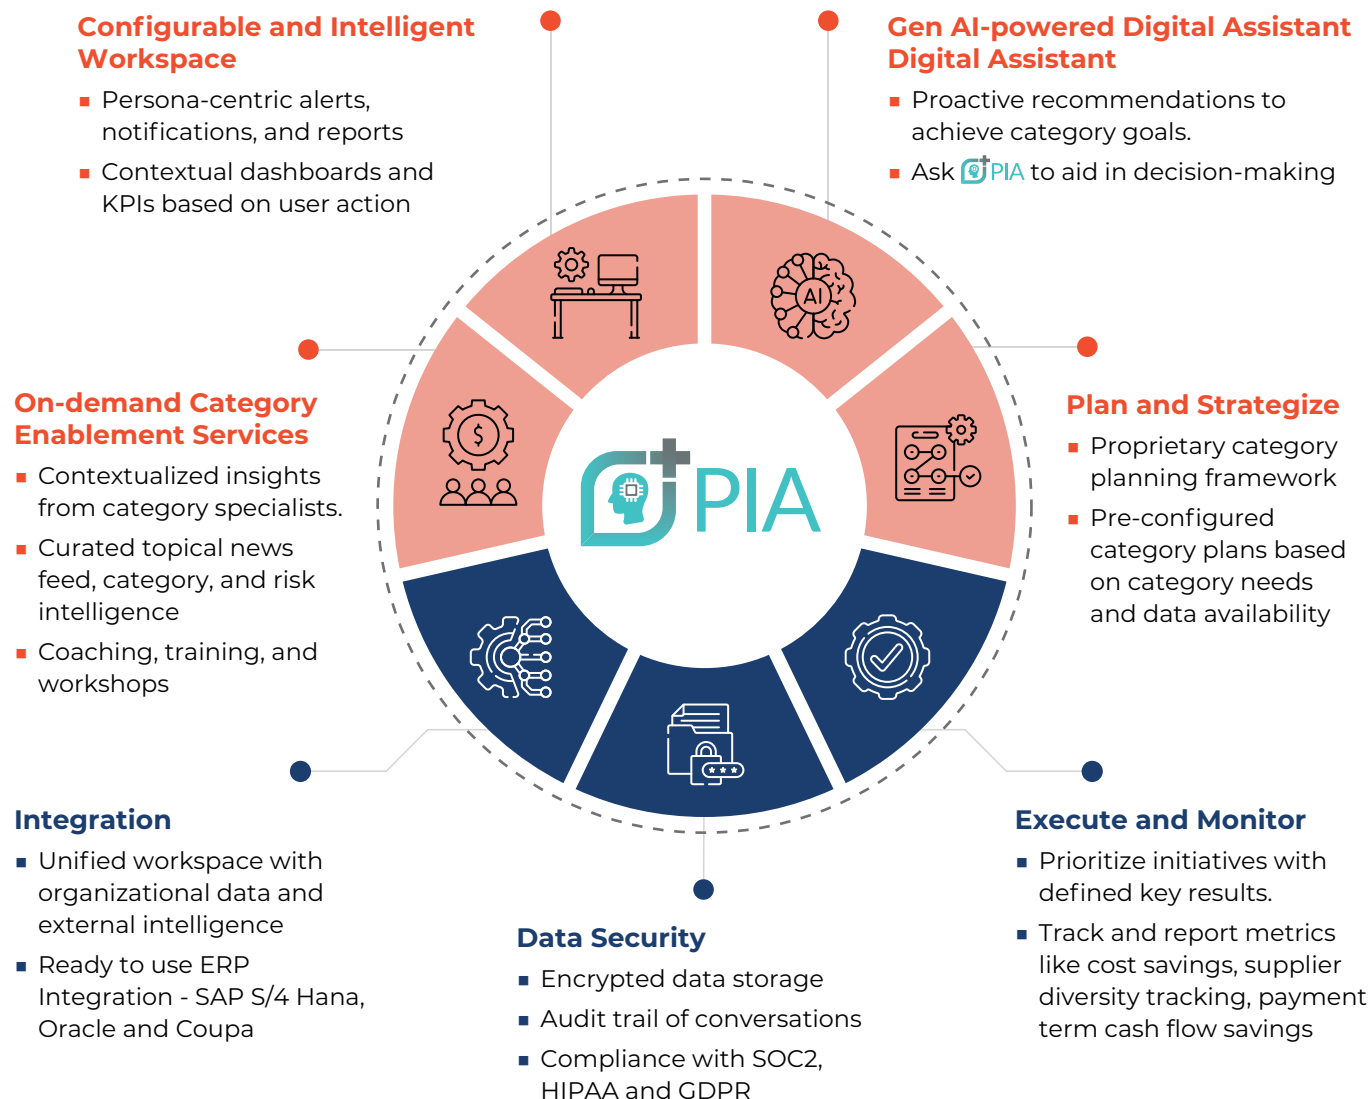 Configurable and Intelligent
Workspace
▪ Persona-centric alerts,
notifications, and reports
▪ Contextual dashboards and
KPIs based on user action
Gen AI-powered Digital Assistant
Digital Assistant
▪ Proactive recommendations to
achieve category goals.
▪ Ask PIA to aid in decision-making
AI
On-demand Category
Enablement Services
▪ Contextualized insights
from category specialists.
▪ Curated topical news
feed, category, and risk
intelligence
▪ Coaching, training, and
workshops
$
PIA
Plan and Strategize
▪ Proprietary category
planning framework
▪ Pre-configured
category plans based
on category needs
and data availability
Integration
▪ Unified workspace with
organizational data and
external intelligence
▪ Ready to use ERP
Integration - SAP S/4 Hana,
Oracle and Coupa
***
Data Security
▪ Encrypted data storage
▪ Audit trail of conversations
▪ Compliance with SOC2,
HIPAA and GDPR
Execute and Monitor
▪ Prioritize initiatives with
defined key results.
▪ Track and report metrics
like cost savings, supplier
diversity tracking, payment
term cash flow savings